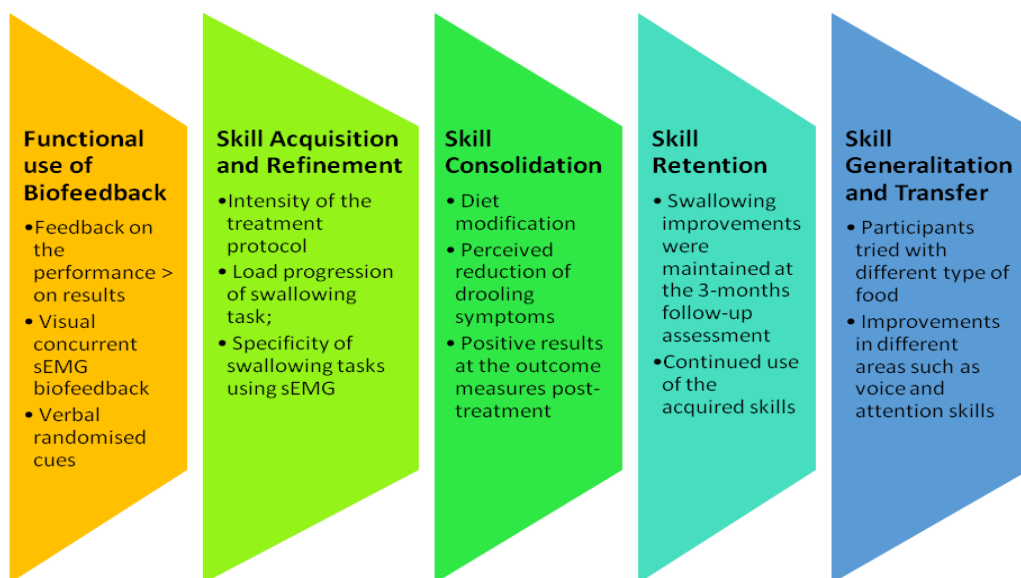 Functional
use of
Biofeedback
•Feedback on
the
performance >
on results
• Visual
concurrent
sEMG
biofeedback
• Verbal
randomised
cues
Skill Acquisition
and Refinement
•Intensity of the
treatment
protocol
• Load progression
of swallowing
task;
• Specificity of
swallowing tasks
using sEMG
Skill
Consolidation
• Diet
modification
• Perceived
reduction of
drooling
symptoms
• Positive results
at the outcome
measures post-
treatment
Skill
Retention
• Swallowing
improvements
were
maintained at
the 3-months
follow-up
assessment
•Continued use
of the
acquired skills
Skill
Generalitation
and Transfer
• Participants
tried with
different type of
food
• Improvements
in different
areas such as
voice and
attention skills